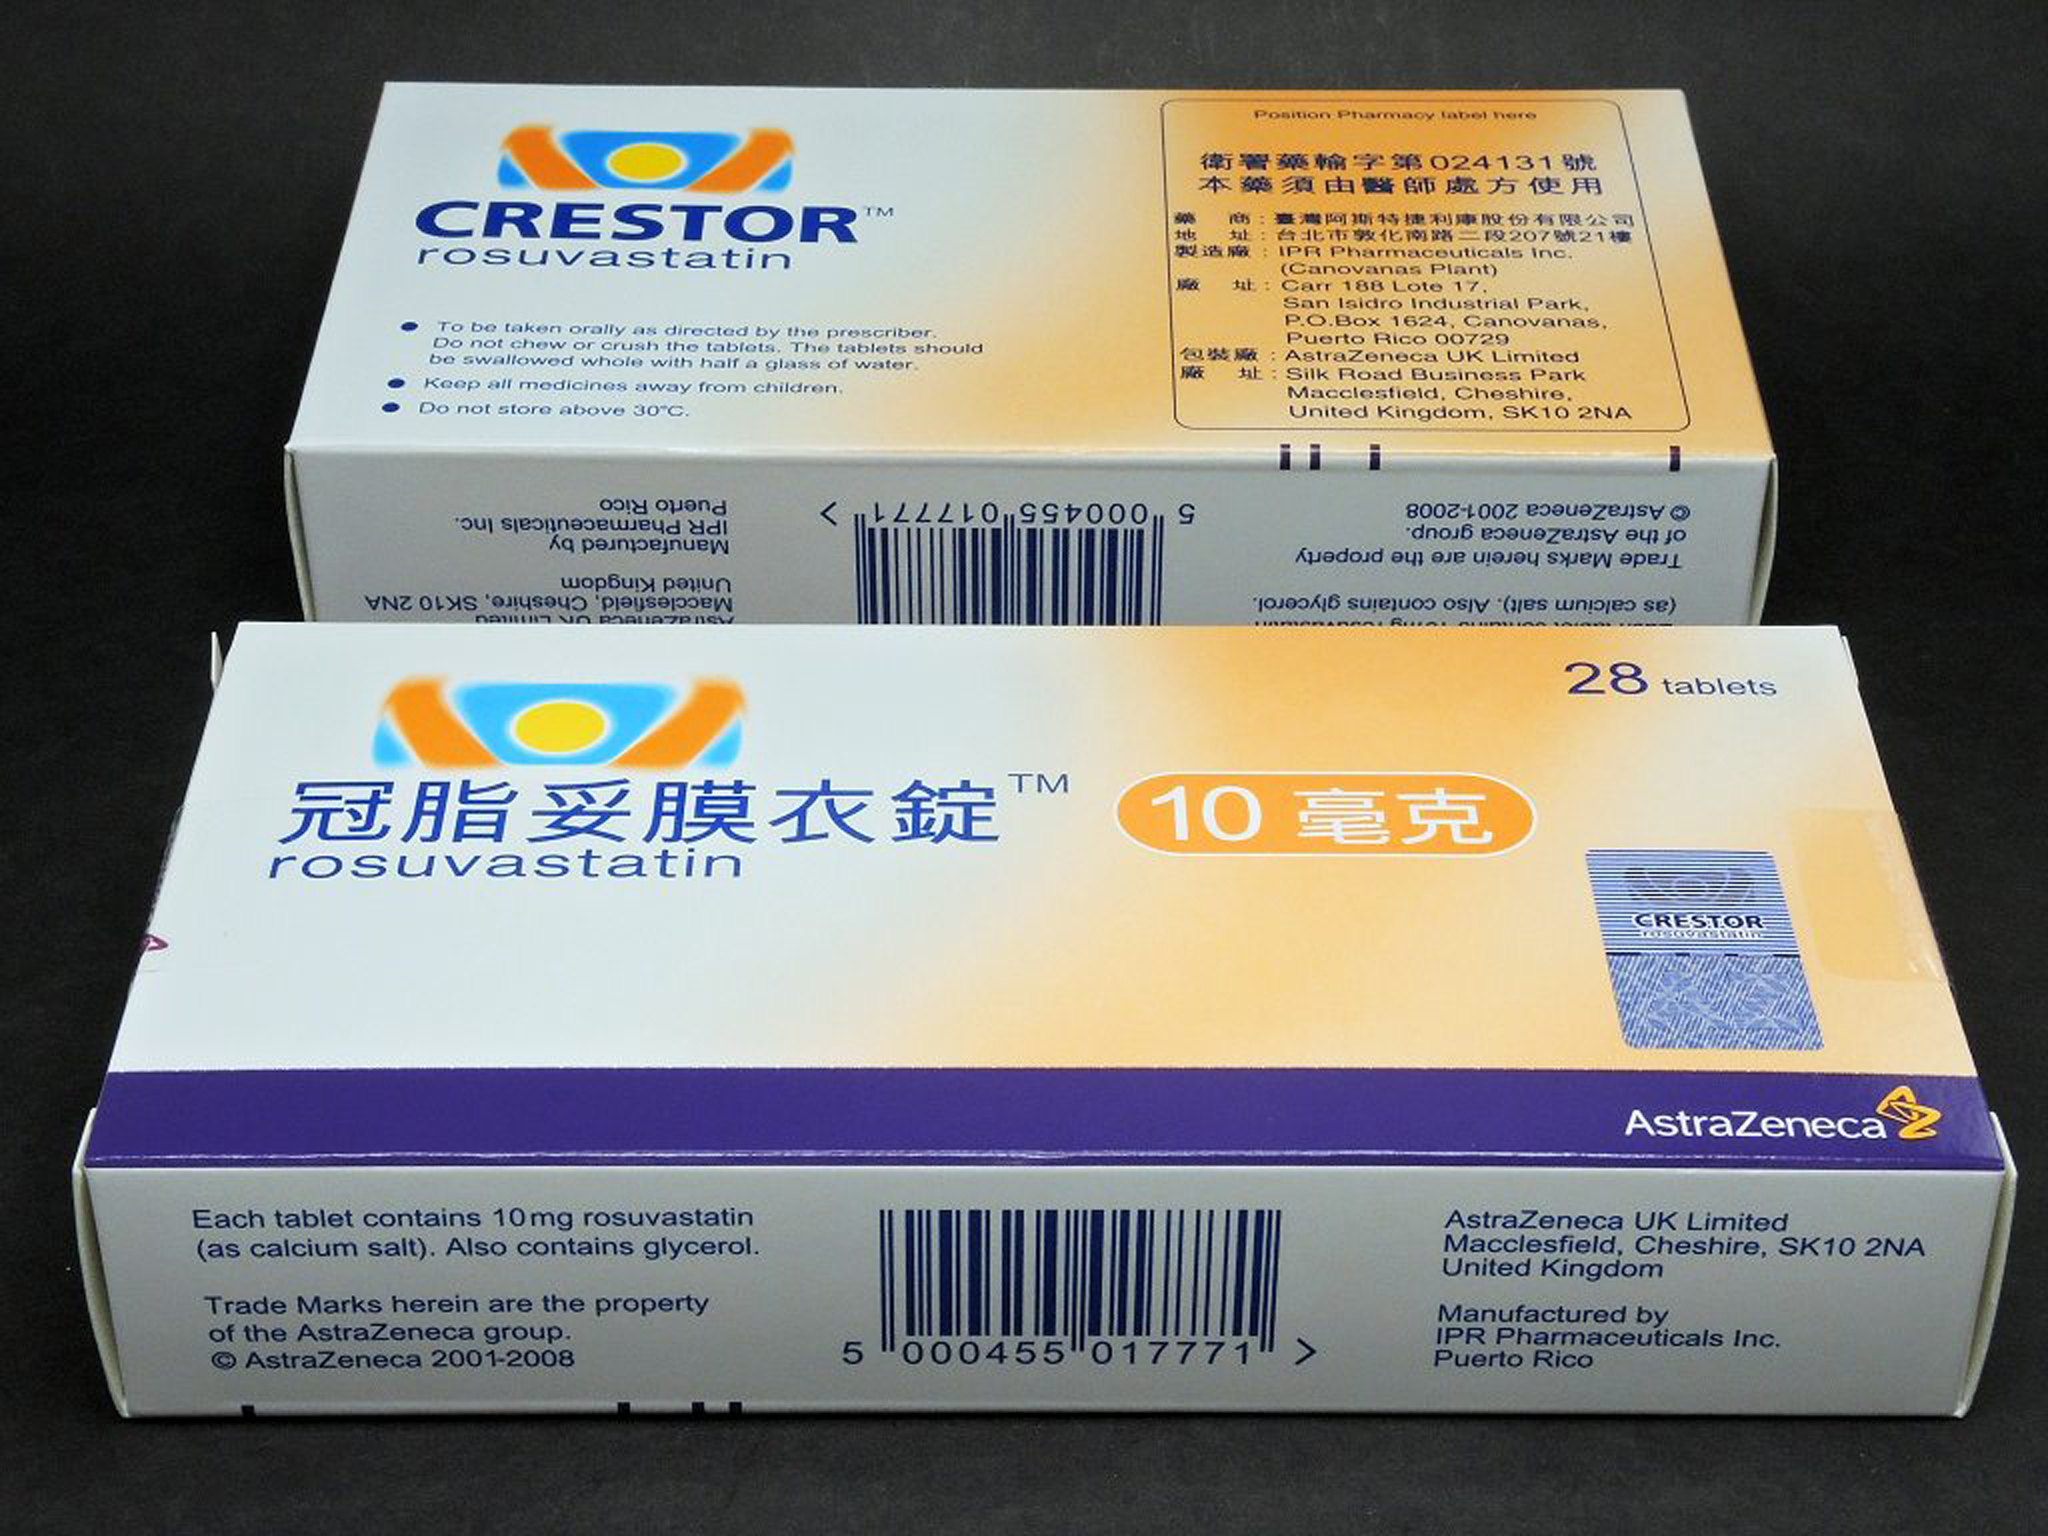 CRESTOR™
rosuvastatin
● To be taken orally as directed by the prescriber.
Do not chew or crush the tablets. The tablets should
be swallowed whole with half a glass of water.
● Keep all medicines away from children.
● Do not store above 30°C.
Position Pharmacy label here
衛署藥輸字第024131號
本藥須由醫師處方使用
藥 商：臺灣阿斯特捷利康股份有限公司
地 址：台北市敦化南路二段207號21樓
製造廠：IPR Pharmaceuticals Inc.
(Canovanas Plant)
廠 址：Carr 188 Lote 17,
San Isidro Industrial Park,
P.O.Box 1624, Canovanas,
Puerto Rico 00729
包裝廠：AstraZeneca UK Limited
廠 址：Silk Road Business Park
Macclesfield, Cheshire,
United Kingdom, SK10 2NA
(as calcium salt). Also contains glycerol.
Trade Marks herein are the property
of the AstraZeneca group.
© AstraZeneca 2001-2008
5 000455 017771 >
AstraZeneca UK Limited
Macclesfield, Cheshire, SK10 2NA
United Kingdom
Manufactured by
IPR Pharmaceuticals Inc.
Puerto Rico
28 tablets
冠脂妥膜衣錠™
rosuvastatin
10 毫克
CRESTOR
rosuvastatin
AstraZeneca
Each tablet contains 10mg rosuvastatin
(as calcium salt). Also contains glycerol.
Trade Marks herein are the property
of the AstraZeneca group.
© AstraZeneca 2001-2008
5 000455 017771 >
AstraZeneca UK Limited
Macclesfield, Cheshire, SK10 2NA
United Kingdom
Manufactured by
IPR Pharmaceuticals Inc.
Puerto Rico